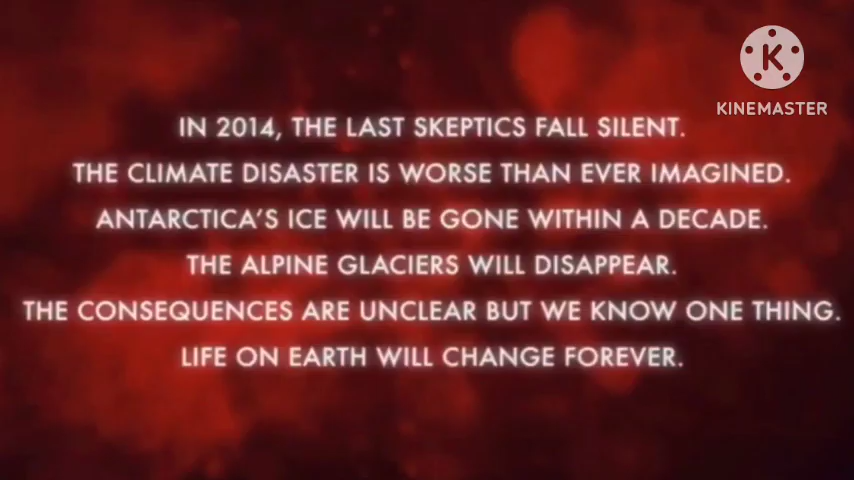 KINEMASTER
IN 2014, THE LAST SKEPTICS FALL SILENT.
THE CLIMATE DISASTER IS WORSE THAN EVER IMAGINED.
ANTARCTICA'S ICE WILL BE GONE WITHIN A DECADE.
THE ALPINE GLACIERS WILL DISAPPEAR.
THE CONSEQUENCES ARE UNCLEAR BUT WE KNOW ONE THING.
LIFE ON EARTH WILL CHANGE FOREVER.